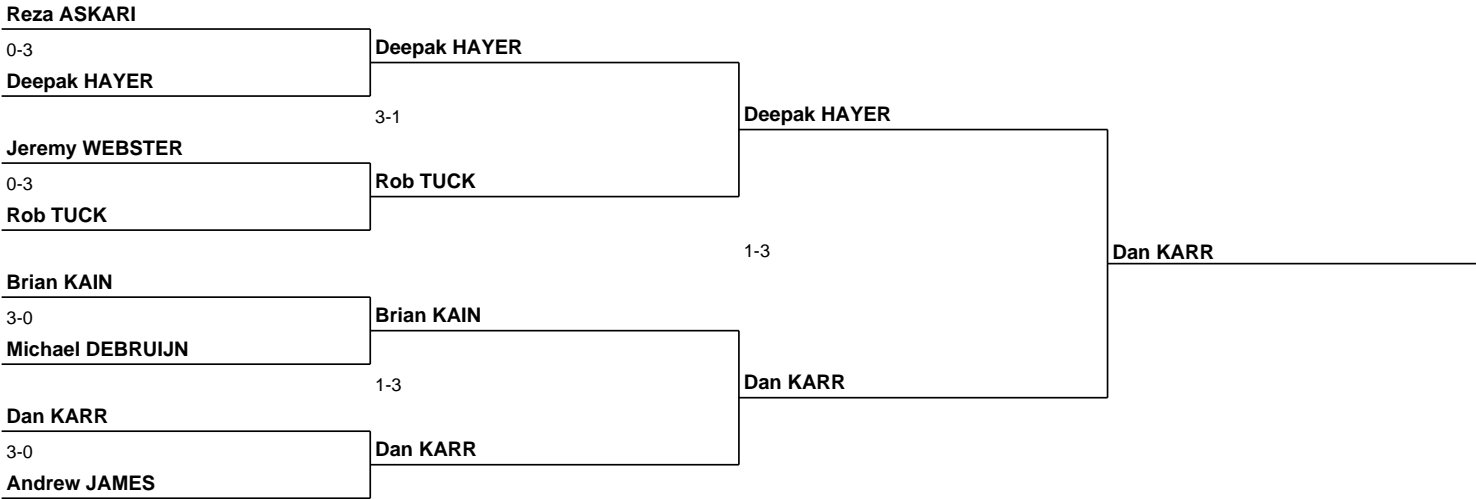 Reza ASKARI
0-3
Deepak HAYER
Deepak HAYER
3-1
Deepak HAYER
Jeremy WEBSTER
0-3
Rob TUCK
Rob TUCK
1-3
Dan KARR
Brian KAIN
3-0
Brian KAIN
Michael DEBRUIJN
1-3
Dan KARR
Dan KARR
3-0
Dan KARR
Andrew JAMES